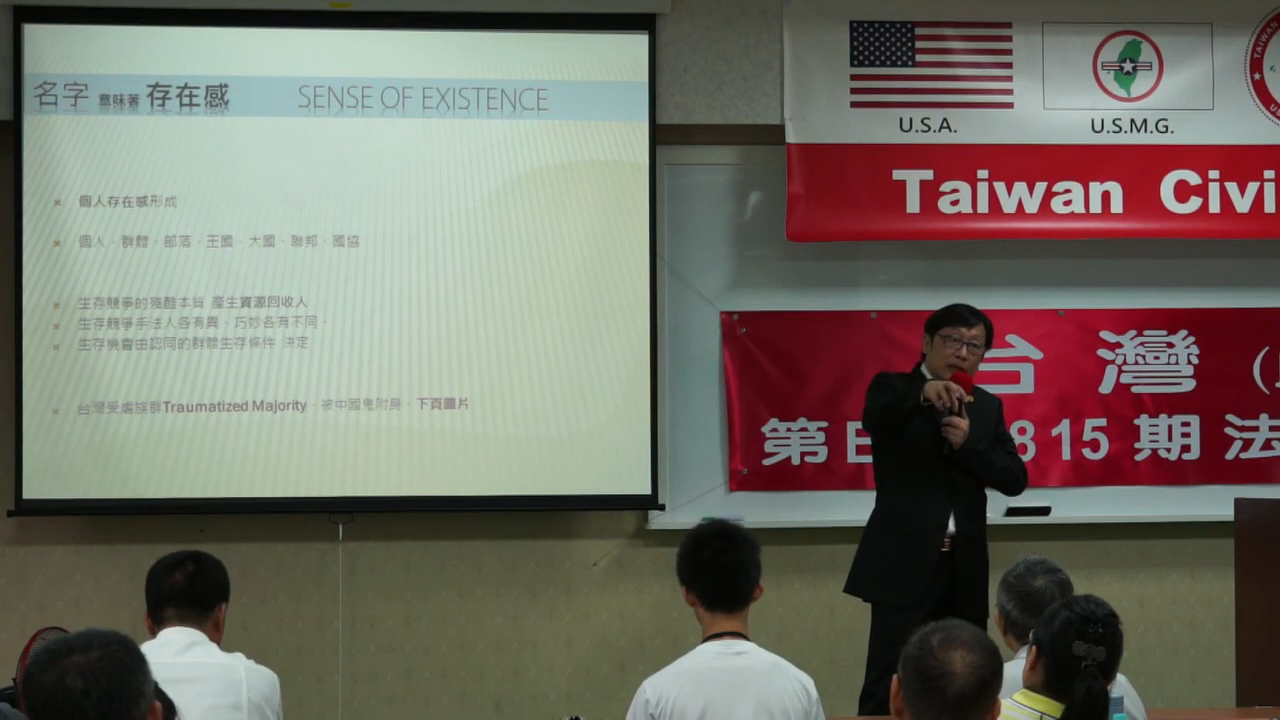 名字 意味著 存在感 SENSE OF EXISTENCE
個人存在感形成
個人、群體、部落、王國、大國、聯邦、國協
生存競爭的殘酷本質 產生資源回收人
生存競爭手法人各有異，巧妙各有不同。
生存機會由認同的群體生存條件 決定
台灣受虐族群Traumatized Majority，被中國鬼附身，下頁圖片
U.S.A.
U.S.M.G.
TAIWAN
Taiwan Civi
台灣（
第 815期法